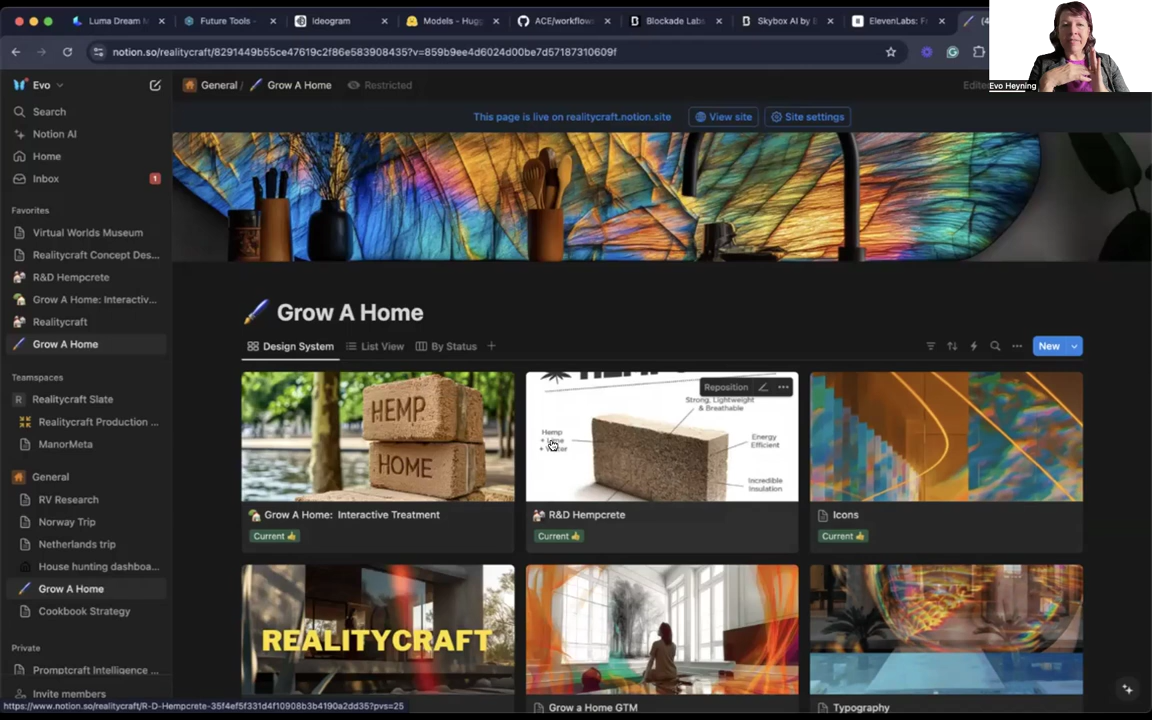 Luma Dream M
Future Tools -
Ideogram
Models - Hugg
ACE/workflow
Blockade Labs
Skybox AI by B
ElevenLabs: Fr
notion.so/realitycraft/8291449b55ce47619c2f86e5839084357?v=859b9ee4d6024d00be7d57187310609f
Evo Heyning
Evo
General / Grow A Home Restricted
Edited
Search
This page is live on realitycraft.notion.site View site Site settings
Notion AI
Home
Inbox 1
Favorites
Virtual Worlds Museum
Realitycraft Concept Des...
R&D Hempcrete
Grow A Home: Interactiv...
Realitycraft
Grow A Home
Teamspaces
R Realitycraft Slate
Realitycraft Production ...
ManorMeta
General
RV Research
Norway Trip
Netherlands trip
House hunting dashboa...
Grow A Home
Cookbook Strategy
Private
Promptcraft Intelligence ...
Invite members
Grow A Home
Design System List View By Status New
HEMP
HOME
Reposition
Strong, Lightweight
& Breathable
Hemp
Energy
Efficient
Incredible
Insulation
Grow A Home: Interactive Treatment
Current
R&D Hempcrete
Current
Icons
Current
REALITYCRAFT
Grow a Home GTM
Typography
https://www.notion.so/realitycraft/R-D-Hempcrete-35f4ef5f331d4f10908b3b4190a2dd35?pvs=25